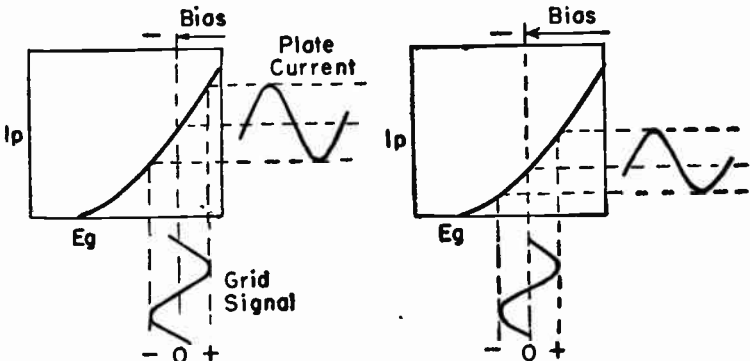 - Bias
Plate
Current
Ip
Eg
Grid
Signal
- 0 +
- Bias
Ip
Eg
- 0 +